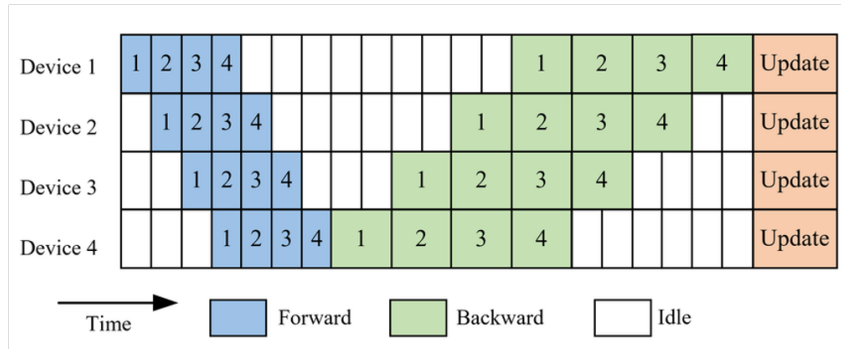 Device 1 1 2 3 4 1 2 3 4 Update
Device 2 1 2 3 4 1 2 3 4 Update
Device 3 1 2 3 4 1 2 3 4 Update
Device 4 1 2 3 4 1 2 3 4 Update
Time Forward Backward Idle